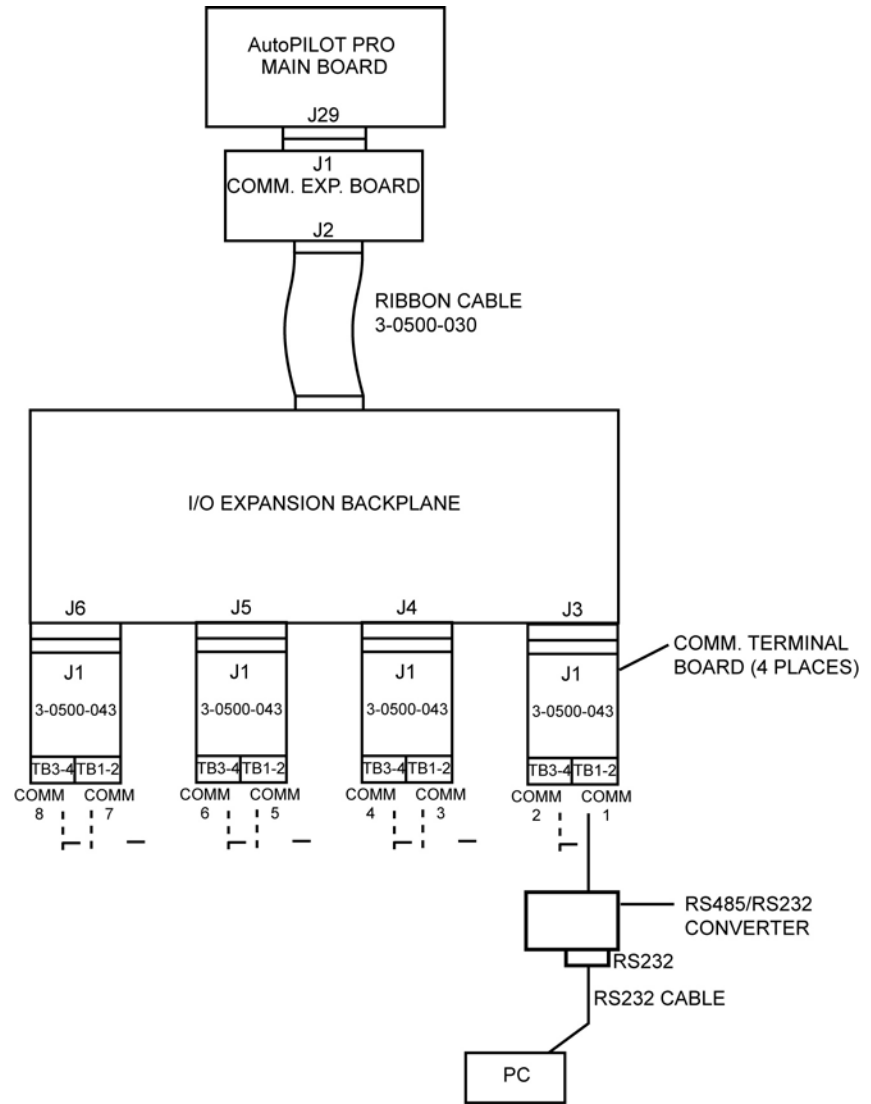 AutoPILOT PRO
MAIN BOARD
J29
J1
COMM. EXP. BOARD
J2
RIBBON CABLE
3-0500-030
I/O EXPANSION BACKPLANE
J6 J5 J4 J3
COMM. TERMINAL
BOARD (4 PLACES)
J1 J1 J1 J1
3-0500-043 3-0500-043 3-0500-043 3-0500-043
TB3-4 TB1-2 TB3-4 TB1-2 TB3-4 TB1-2 TB3-4 TB1-2
COMM COMM COMM COMM COMM COMM COMM COMM
8 7 6 5 4 3 2 1
RS485/RS232
CONVERTER
RS232
RS232 CABLE
PC